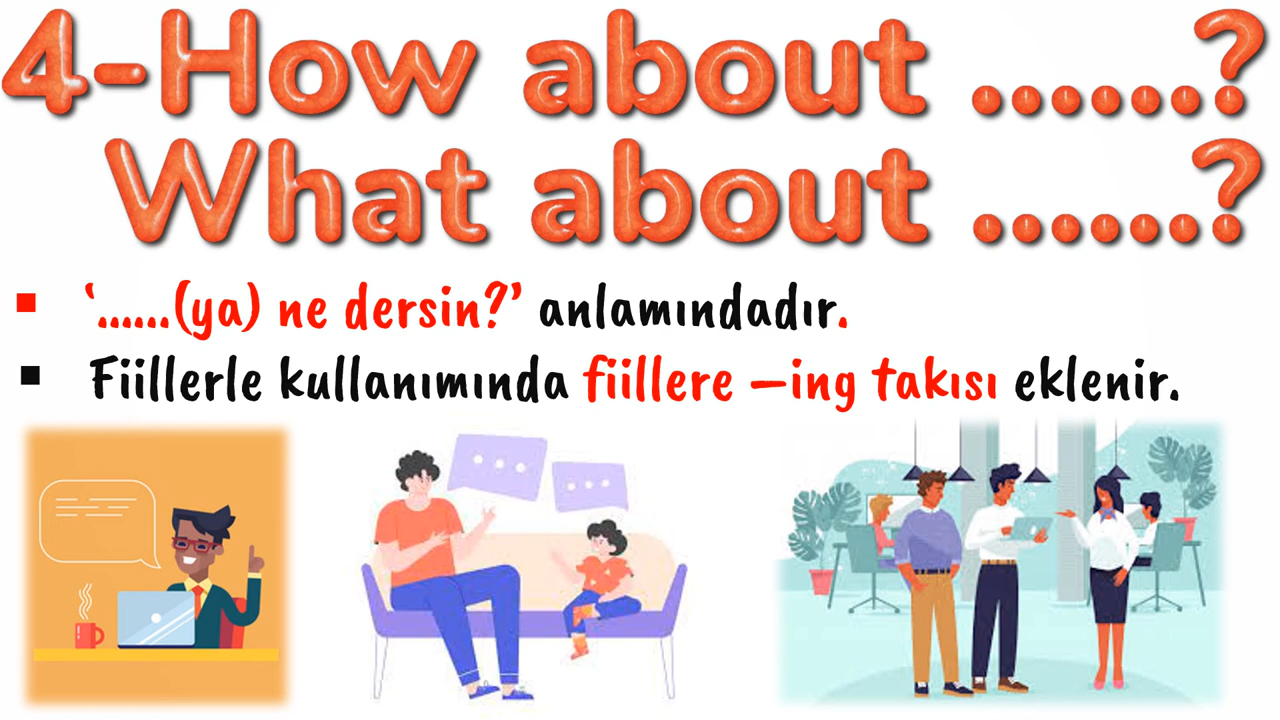 4-How about ......?
What about ......?
▪ ‘......(ya) ne dersin?’ anlamındadır.
▪ Fiillerle kullanımında fiillere –ing takısı eklenir.